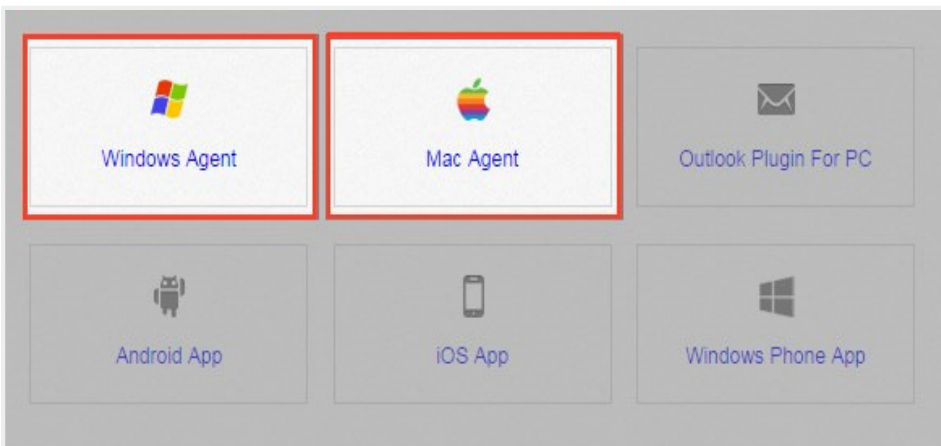 Windows Agent
Mac Agent
Outlook Plugin For PC
Android App
iOS App
Windows Phone App